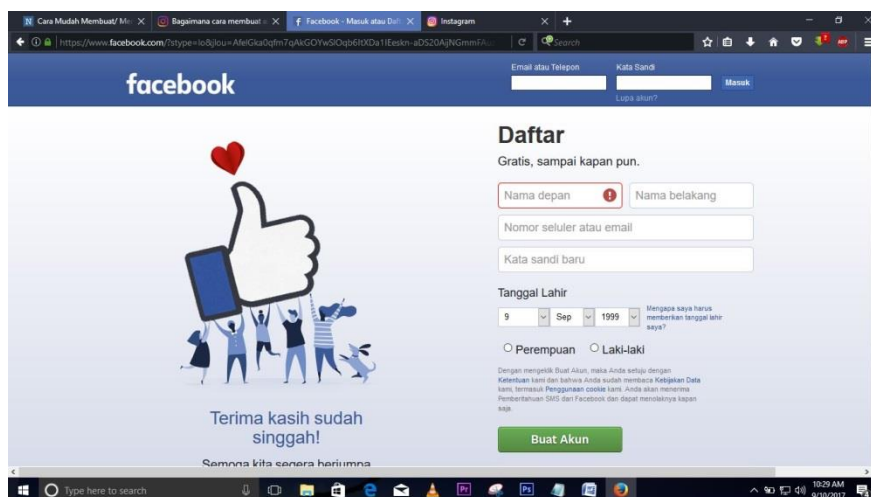 Cara Mudah Membuat/ Me
Bagaimana cara membuat
Facebook - Masuk atau Daft
Instagram
https://www.facebook.com/?stype=lo&jlou=
Search
facebook
Email atau Telepon
Kata Sandi
Masuk
Lupa akun?
Daftar
Gratis, sampai kapan pun.
Nama depan
Nama belakang
Nomor seluler atau email
Kata sandi baru
Tanggal Lahir
9 Sep 1999
Mengapa saya harus
memberikan tanggal lahir
saya?
Perempuan Laki-laki
Dengan mengeklik Buat Akun, maka Anda setuju dengan
Ketentuan kami dan bahwa Anda sudah membaca Kebijakan Data
kami, termasuk Penggunaan cookie kami. Anda akan menerima
Pemberitahuan SMS dari Facebook dan dapat menolaknya kapan
saja.
Buat Akun
Terima kasih sudah
singgah!
Semoga kita segera berjumpa
Type here to search
10:29 AM
9/10/2017